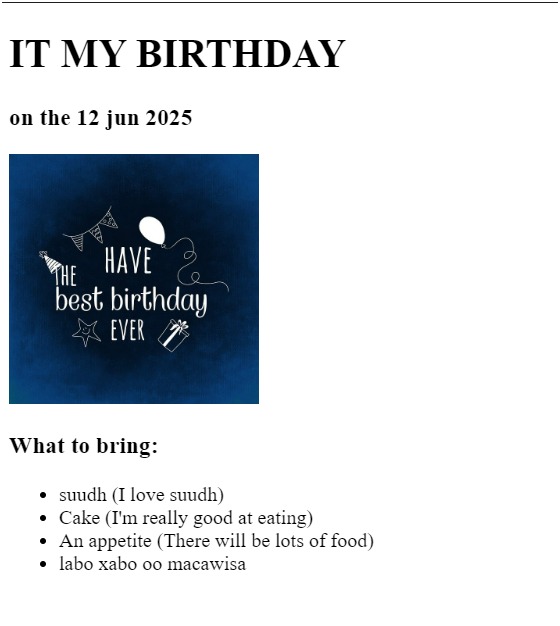 IT MY BIRTHDAY
on the 12 jun 2025
HAVE
THE
best birthday
EVER
What to bring:
suudh (I love suudh)
Cake (I'm really good at eating)
An appetite (There will be lots of food)
labo xabo oo macawisa